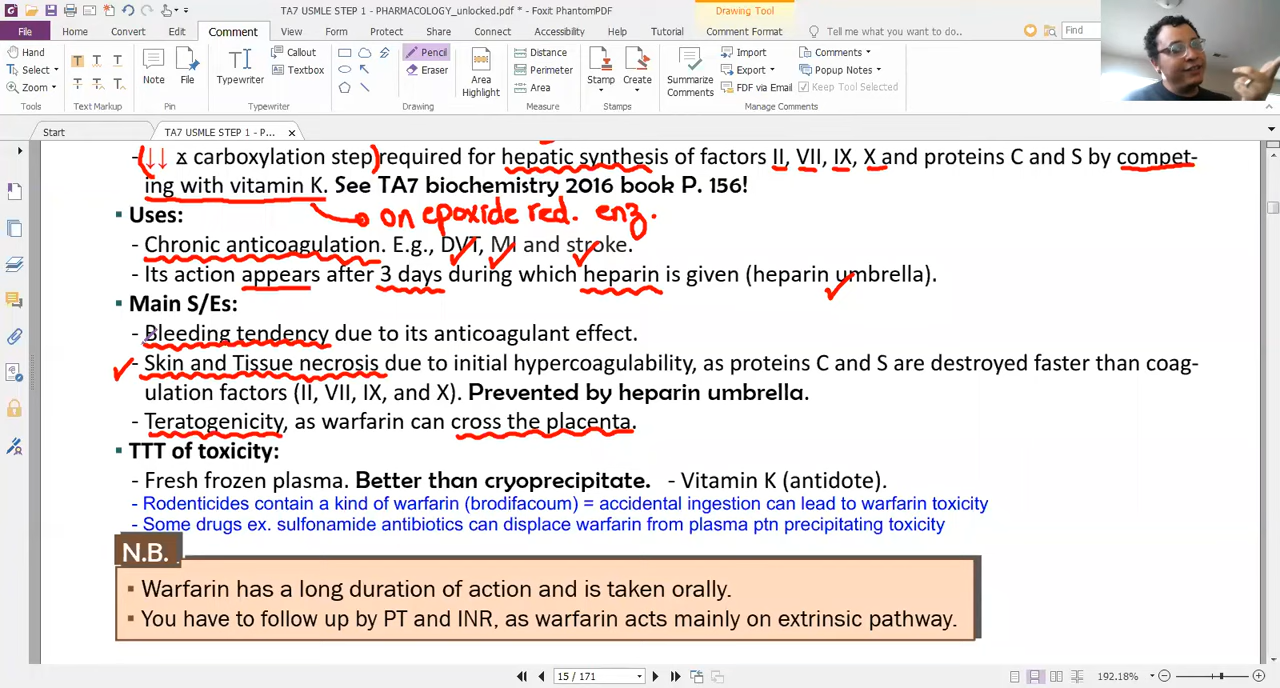 TA7 USMLE STEP 1 - PHARMACOLOGY_unlocked.pdf * - Foxit PhantomPDF
Drawing Tool
File Home Convert Edit Comment View Form Protect Share Connect Accessibility Help Tutorial Comment Format Tell me what you want to do.. Find
Hand Select Zoom
Tools
Text Markup
Note File
Pin
Typewriter Callout Textbox
Typewriter
Pencil Eraser Area Highlight
Drawing
Distance Perimeter Area
Measure
Stamp Create
Stamps
Summarize Comments Import Export FDF via Email Comments Popup Notes Keep Tool Selected
Manage Comments
Start TA7 USMLE STEP 1 - P... ×
- (↓↓ x carboxylation step) required for hepatic synthesis of factors II, VII, IX, X and proteins C and S by compet-
ing with vitamin K. See TA7 biochemistry 2016 book P. 156!
on epoxide red. enz.
▪ Uses:
- Chronic anticoagulation. E.g., DVT, MI and stroke.
- Its action appears after 3 days during which heparin is given (heparin umbrella).
▪ Main S/Es:
- Bleeding tendency due to its anticoagulant effect.
- Skin and Tissue necrosis due to initial hypercoagulability, as proteins C and S are destroyed faster than coag-
ulation factors (II, VII, IX, and X). Prevented by heparin umbrella.
- Teratogenicity, as warfarin can cross the placenta.
▪ TTT of toxicity:
- Fresh frozen plasma. Better than cryoprecipitate. - Vitamin K (antidote).
- Rodenticides contain a kind of warfarin (brodifacoum) = accidental ingestion can lead to warfarin toxicity
- Some drugs ex. sulfonamide antibiotics can displace warfarin from plasma ptn precipitating toxicity
N.B.
▪ Warfarin has a long duration of action and is taken orally.
▪ You have to follow up by PT and INR, as warfarin acts mainly on extrinsic pathway.
15 / 171
192.18%